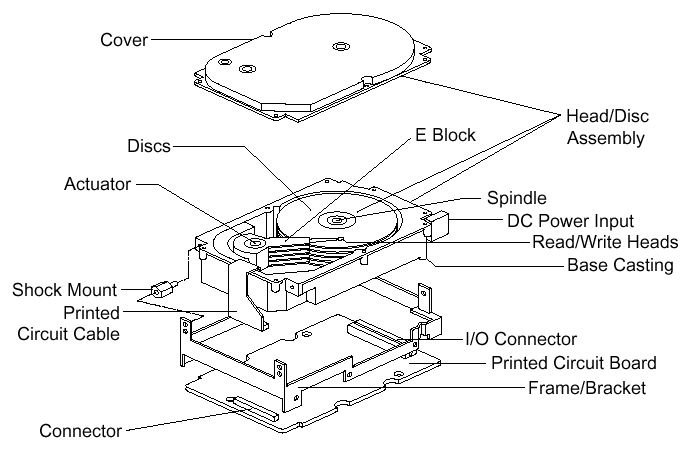 Cover
Head/Disc
Assembly
E Block
Discs
Actuator
Spindle
DC Power Input
Read/Write Heads
Base Casting
Shock Mount
Printed
Circuit Cable
I/O Connector
Printed Circuit Board
Frame/Bracket
Connector